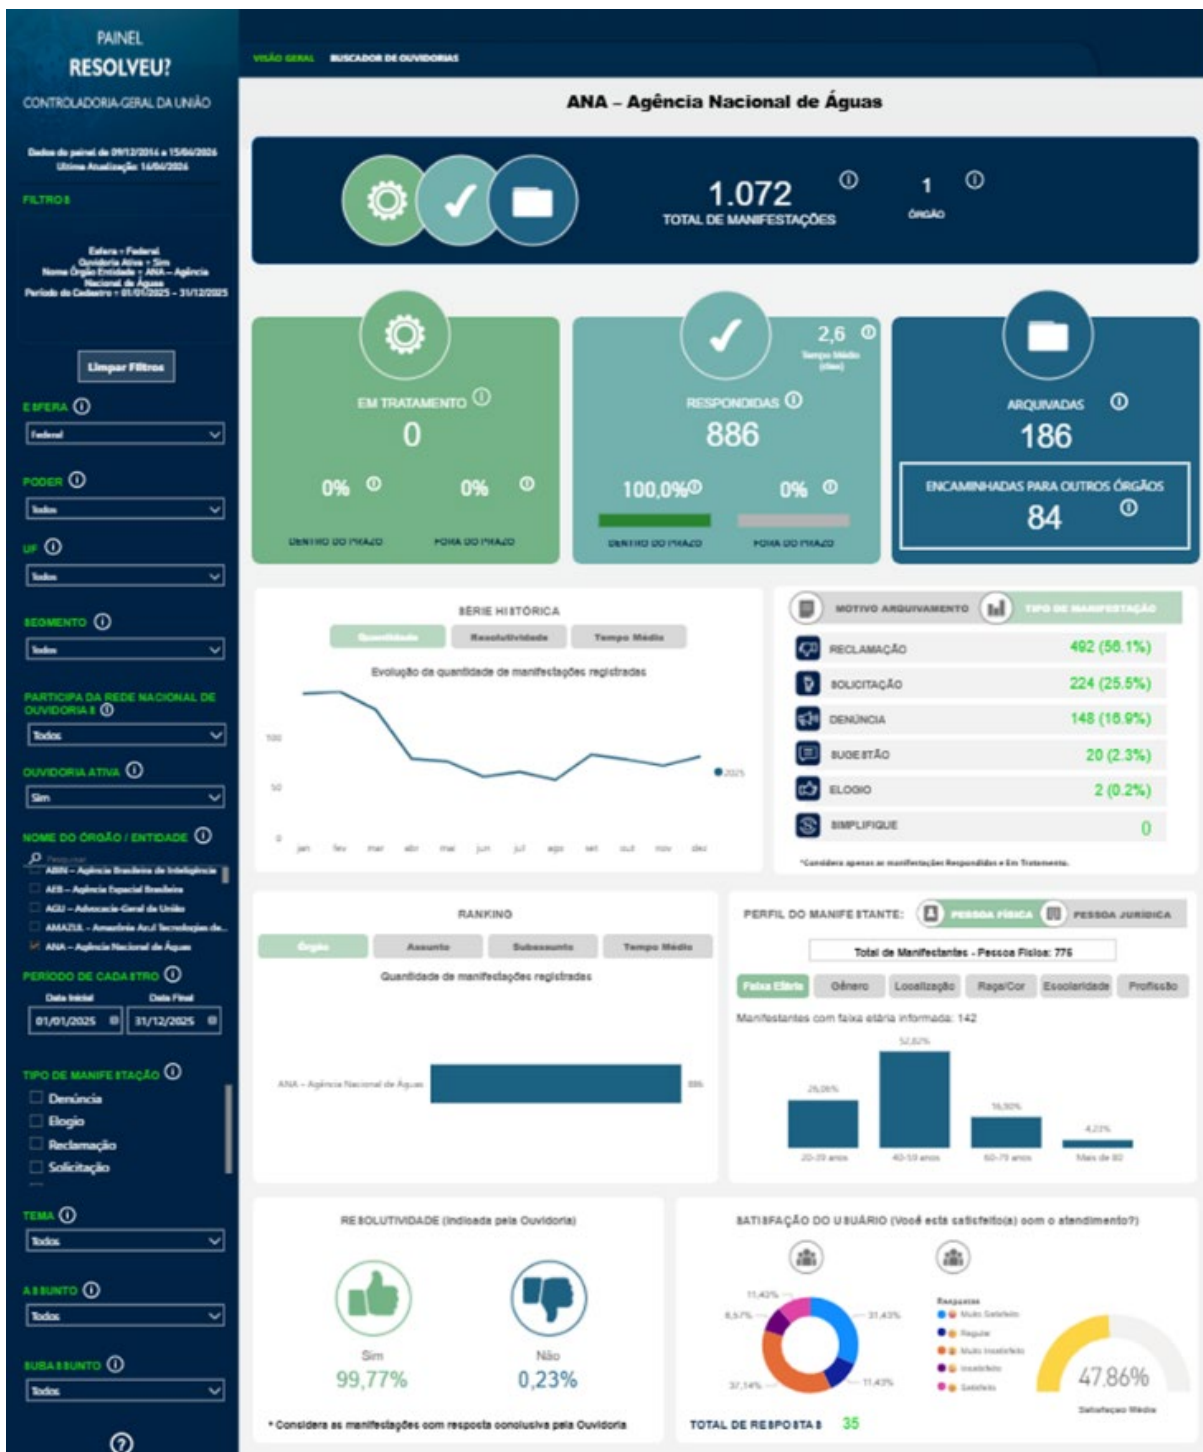 PAINEL
RESOLVEU?
CONTROLADORIA-GERAL DA UNIÃO
Dados do painel de 09/12/2014 a 15/06/2026
Última Atualização: 16/06/2026
FILTROS
Esfera = Federal
Ouvidoria Ativa = Sim
Nome Órgão Entidade = ANA – Agência
Nacional de Águas
Período de Cadastro = 01/01/2025 - 31/12/2025
Limpar Filtros
ESFERA
Federal
PODER
Todos
UF
Todos
SEGMENTO
Todos
PARTICIPA DA REDE NACIONAL DE
OUVIDORIAS
Todos
OUVIDORIA ATIVA
Sim
NOME DO ÓRGÃO / ENTIDADE
Pesquisar
ABIN – Agência Brasileira de Inteligência
AEB – Agência Espacial Brasileira
AGU – Advocacia-Geral da União
AMAZUL - Amazônia Azul Tecnologias de...
ANA – Agência Nacional de Águas
PERÍODO DE CADASTRO
Data Inicial Data Final
01/01/2025 31/12/2025
TIPO DE MANIFESTAÇÃO
Denúncia
Elogio
Reclamação
Solicitação
TEMA
Todos
ASSUNTO
Todos
SUBASSUNTO
Todos
VISÃO GERAL BUSCADOR DE OUVIDORIAS
ANA – Agência Nacional de Águas
1.072
TOTAL DE MANIFESTAÇÕES
1
ÓRGÃO
EM TRATAMENTO
0
0% 0%
DENTRO DO PRAZO FORA DO PRAZO
2,6
Tempo Médio
(dias)
RESPONDIDAS
886
100,0% 0%
DENTRO DO PRAZO FORA DO PRAZO
ARQUIVADAS
186
ENCAMINHADAS PARA OUTROS ÓRGÃOS
84
SÉRIE HISTÓRICA
Quantidade Resolutividade Tempo Médio
Evolução da quantidade de manifestações registradas
100
50
0
jan fev mar abr mai jun jul ago set out nov dez
2025
MOTIVO ARQUIVAMENTO TIPO DE MANIFESTAÇÃO
RECLAMAÇÃO 492 (56.1%)
SOLICITAÇÃO 224 (25.5%)
DENÚNCIA 148 (16.9%)
SUGESTÃO 20 (2.3%)
ELOGIO 2 (0.2%)
SIMPLIFIQUE 0
*Considera apenas as manifestações Respondidas e Em Tratamento.
RANKING
Órgão Assunto Subassunto Tempo Médio
Quantidade de manifestações registradas
ANA – Agência Nacional de Águas 886
PERFIL DO MANIFESTANTE: PESSOA FÍSICA PESSOA JURÍDICA
Total de Manifestantes - Pessoa Física: 776
Faixa Etária Gênero Localização Raça/Cor Escolaridade Profissão
Manifestantes com faixa etária informada: 142
26,06% 52,82% 16,90% 4,23%
20-39 anos 40-59 anos 60-79 anos Mais de 80
RESOLUTIVIDADE (Indicada pela Ouvidoria)
Sim Não
99,77% 0,23%
* Considera as manifestações com resposta conclusiva pela Ouvidoria
SATISFAÇÃO DO USUÁRIO (Você está satisfeito(a) com o atendimento?)
11,43%
8,57%
31,43%
37,14%
11,43%
Respostas
Muito Satisfeito
Regular
Muito Insatisfeito
Insatisfeito
Satisfeito
47.86%
Satisfação Média
TOTAL DE RESPOSTAS 35